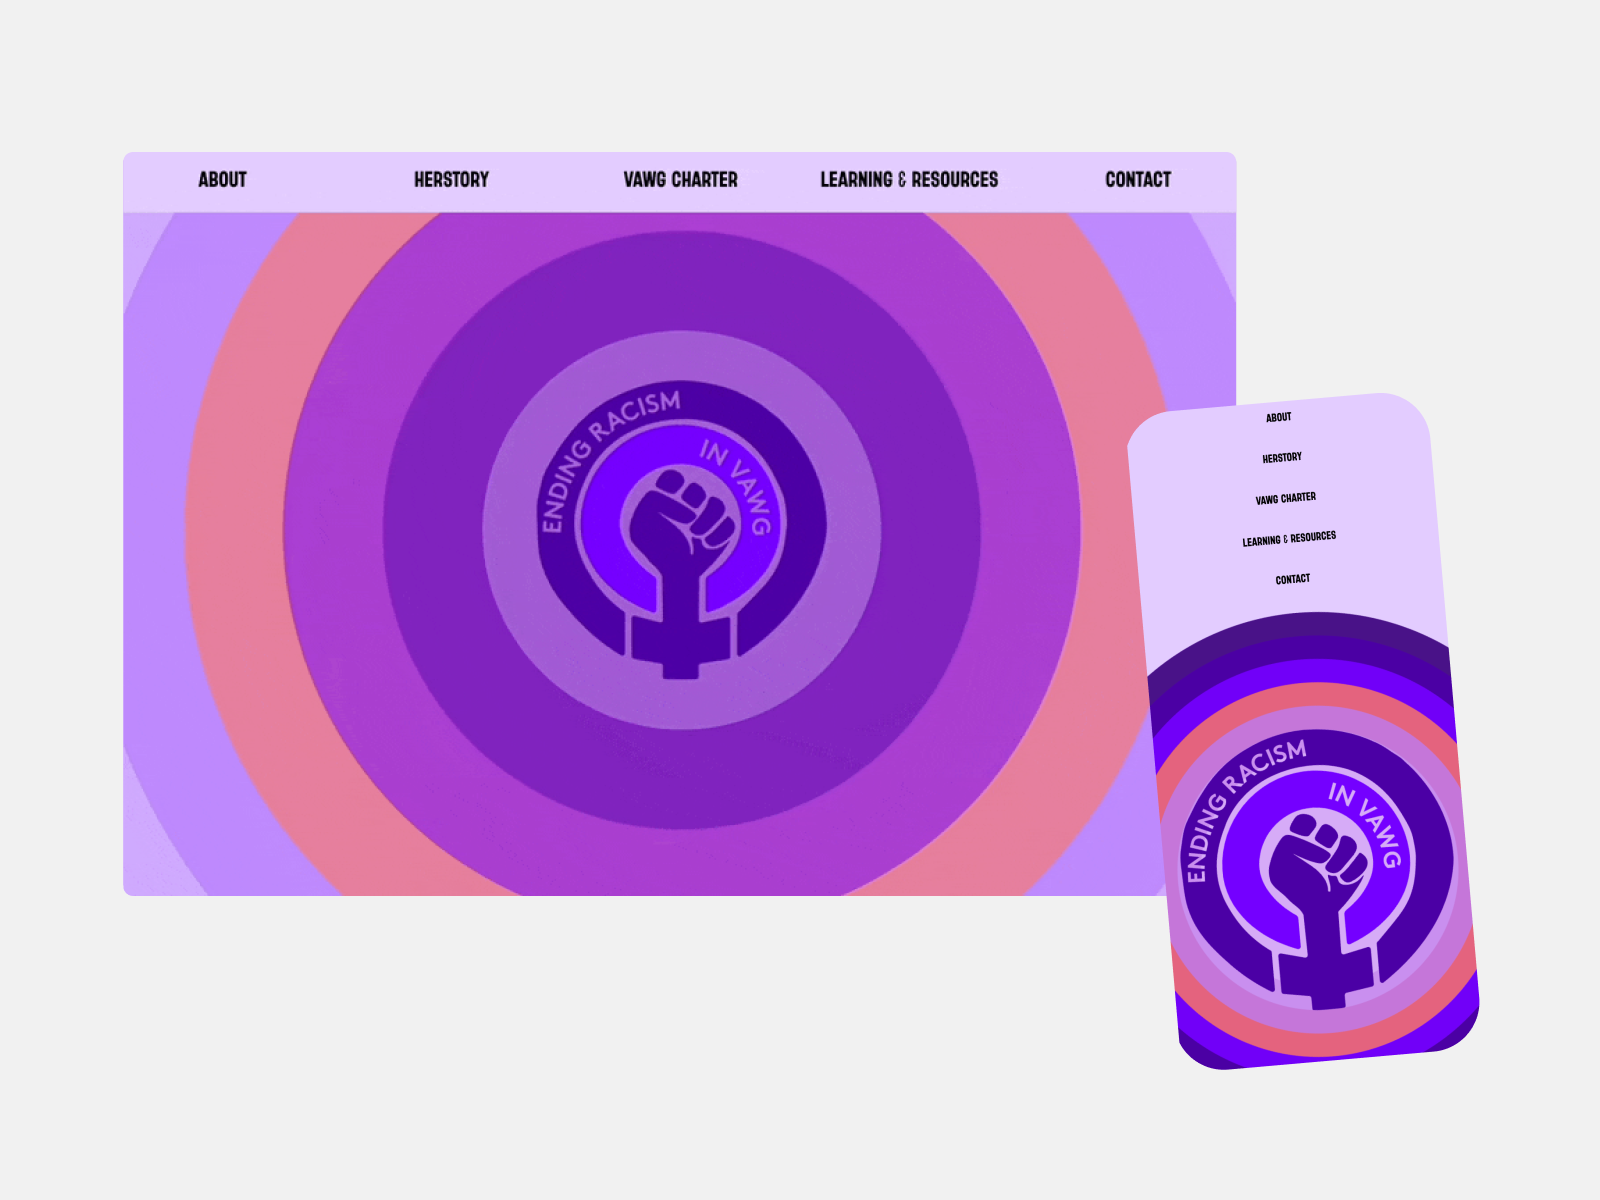 ABOUT HERSTORY VAWG CHARTER LEARNING & RESOURCES CONTACT
ENDING RACISM
IN VAWG
ABOUT
HERSTORY
VAWG CHARTER
LEARNING & RESOURCES
CONTACT
ENDING RACISM
IN VAWG